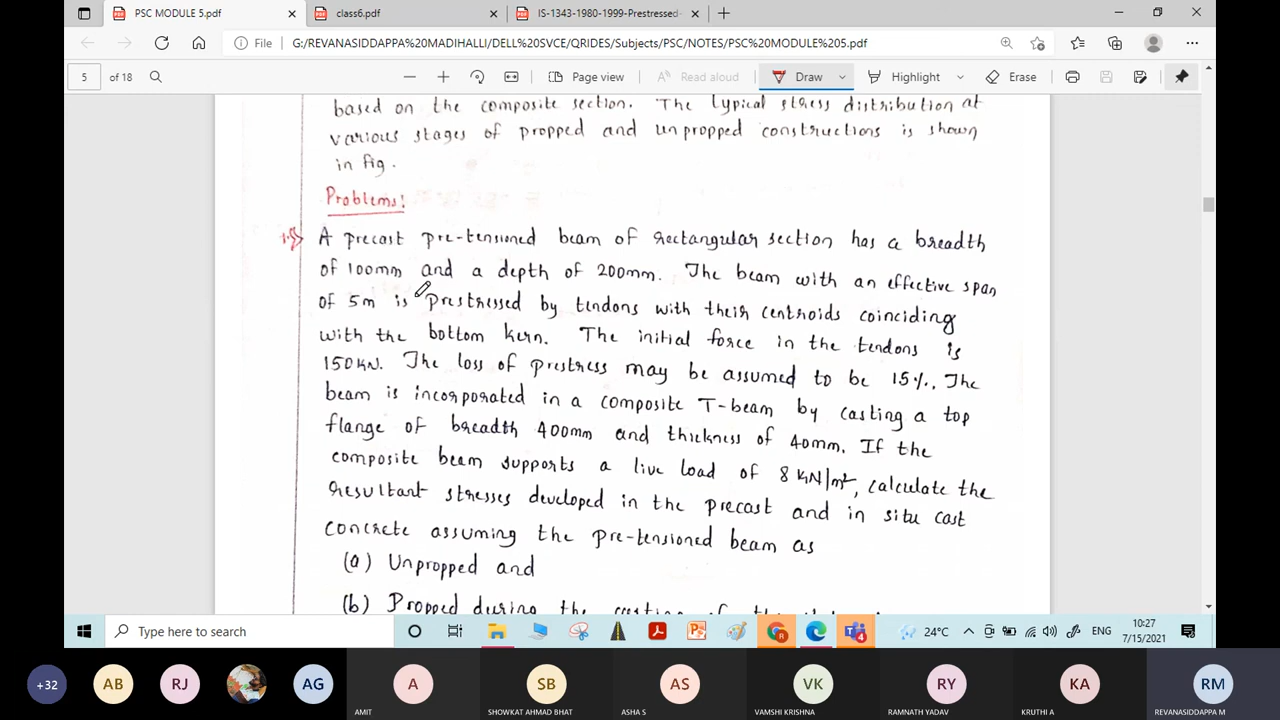 PSC MODULE 5.pdf
class6.pdf
IS-1343-1980-1999-Prestressed-
File
G:/REVANASIDDAPPA%20MADIHALLI/DELL%20SVCE/QRIDES/Subjects/PSC/NOTES/PSC%20MODULE%205.pdf
5 of 18
Page view
Read aloud
Draw
Highlight
Erase
based on the composite section. The typical stress distribution at
various stages of propped and unpropped constructions is shown
in fig.
Problems!
1.
A precast pre-tensioned beam of rectangular section has a breadth
of 100mm and a depth of 200mm. The beam with an effective span
of 5m is prestressed by tendons with their centroids coinciding
with the bottom kern. The initial force in the tendons is
150KN. The loss of prestress may be assumed to be 15%. The
beam is incorporated in a composite T-beam by casting a top
flange of breadth 400mm and thickness of 40mm. If the
composite beam supports a live load of 8 KN/m², calculate the
resultant stresses developed in the precast and in situ cast
concrete assuming the pre-tensioned beam as
(a) Unpropped and
(b) Propped during the casting of the
Type here to search
24°C
ENG
10:27
7/15/2021
+32
AB
RJ
AG
A
SB
AS
VK
RY
KA
RM
AMIT
SHOWKAT AHMAD BHAT
ASHA S
VAMSHI KRISHNA
RAMNATH YADAV
KRUTHI A
REVANASIDDAPPA M